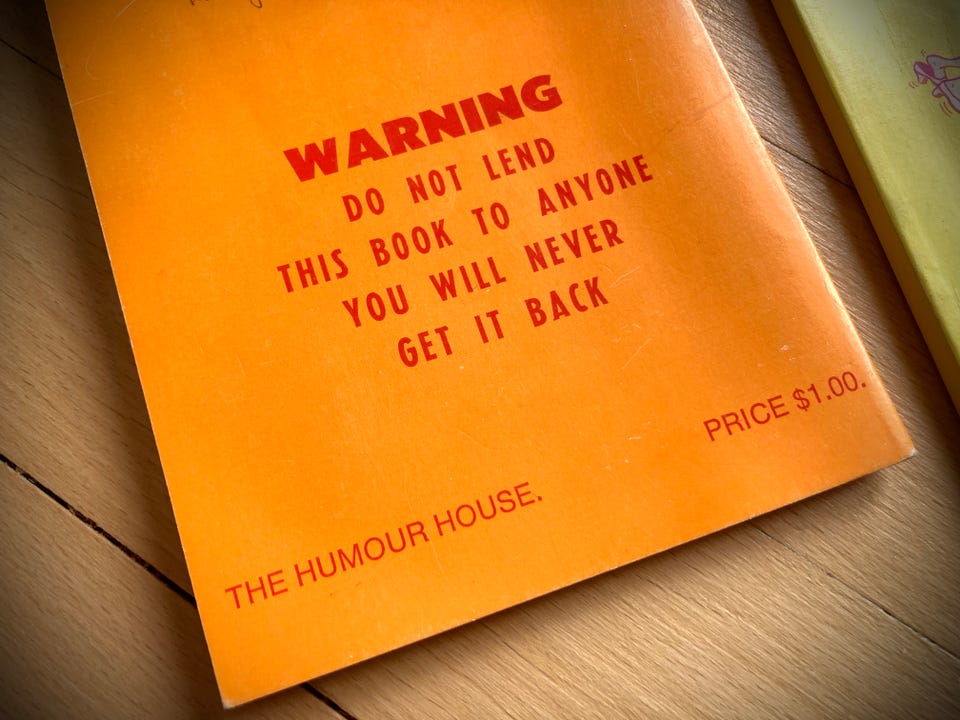 WARNING
DO NOT LEND
THIS BOOK TO ANYONE
YOU WILL NEVER
GET IT BACK
PRICE $1.00.
THE HUMOUR HOUSE.